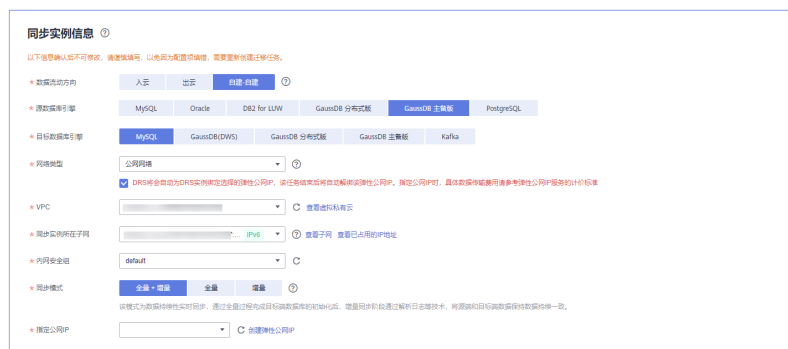 同步实例信息
以下信息确认后不可修改，请谨慎填写，以免因为配置项填错，需要重新创建迁移任务。
* 数据流动方向 入云 出云 自建-自建
* 源数据库引擎 MySQL Oracle DB2 for LUW GaussDB 分布式版 GaussDB 主备版 PostgreSQL
* 目标数据库引擎 MySQL GaussDB(DWS) GaussDB 分布式版 GaussDB 主备版 Kafka
* 网络类型 公网网络
DRS将会自动为DRS实例绑定选择的弹性公网IP，该任务结束后将自动解绑该弹性公网IP。指定公网IP时，具体数据传输费用请参考弹性公网IP服务的计价标准
* VPC 查看虚拟私有云
* 同步实例所在子网 IPv6 查看子网 查看已占用的IP地址
* 内网安全组 default
* 同步模式 全量+增量 全量 增量
该模式为数据持续性实时同步，通过全量过程完成目标端数据库的初始化后，增量同步阶段通过解析日志等技术，将源端和目标端数据保持数据持续一致。
* 指定公网IP 创建弹性公网IP